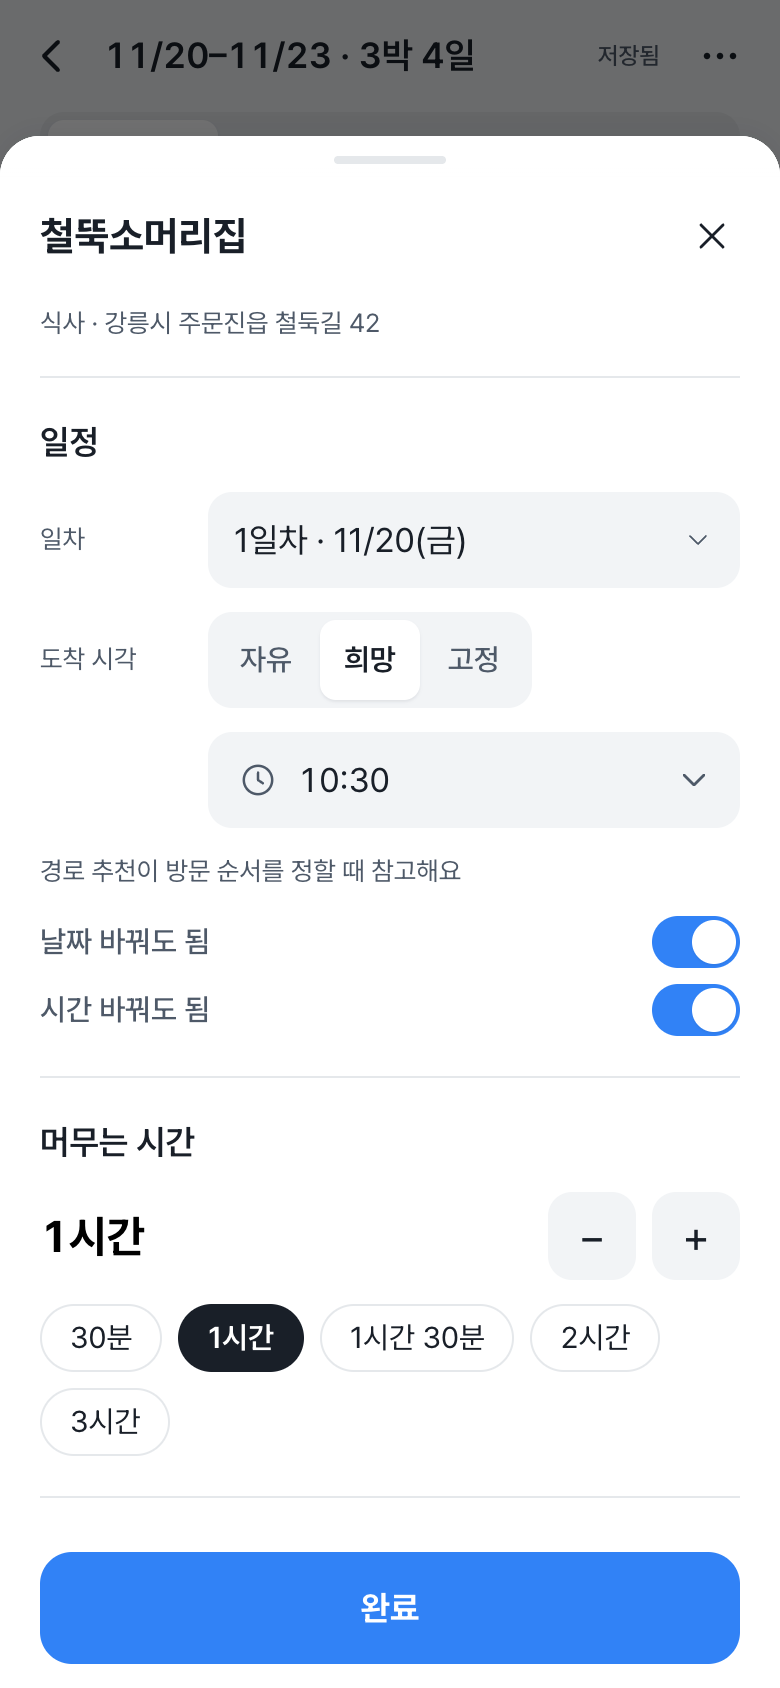 11/20–11/23 · 3박 4일 저장됨
철뚝소머리집
식사 · 강릉시 주문진읍 철둑길 42
일정
일차 1일차 · 11/20(금)
도착 시각 자유 희망 고정
10:30
경로 추천이 방문 순서를 정할 때 참고해요
날짜 바꿔도 됨
시간 바꿔도 됨
머무는 시간
1시간 − +
30분 1시간 1시간 30분 2시간
3시간
완료